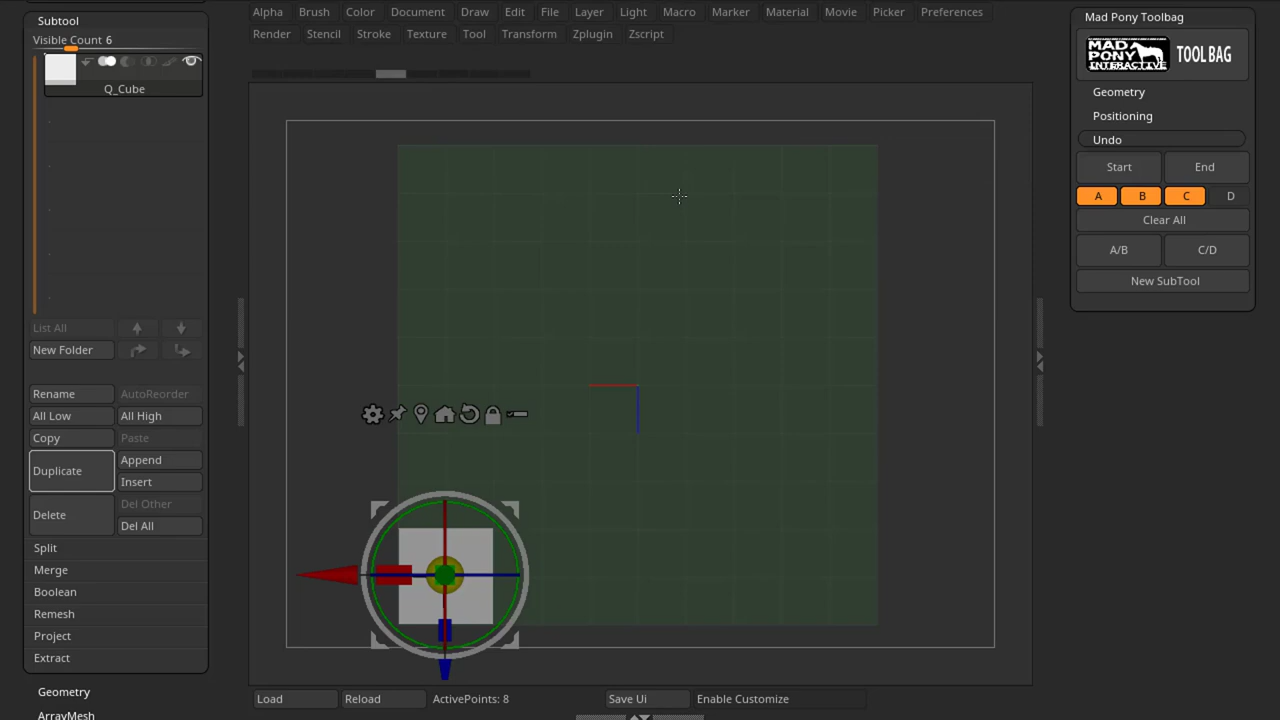 Alpha Brush Color Document Draw Edit File Layer Light Macro Marker Material Movie Picker Preferences
Render Stencil Stroke Texture Tool Transform Zplugin Zscript
Subtool
Visible Count 6
Q_Cube
List All
New Folder
Rename AutoReorder
All Low All High
Copy Paste
Duplicate Append
Insert
Delete Del Other
Del All
Split
Merge
Boolean
Remesh
Project
Extract
Geometry
ArrayMesh
Load Reload ActivePoints: 8 Save Ui Enable Customize
Mad Pony Toolbag
MAD
PONY
INTERACTIVE
TOOL BAG
Geometry
Positioning
Undo
Start End
A B C D
Clear All
A/B C/D
New SubTool